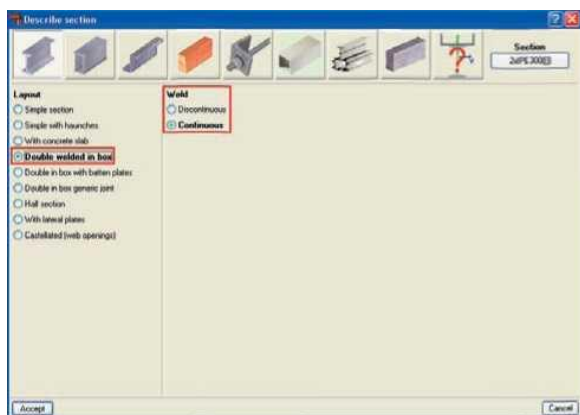 Describe section
Section
2xIPE 300([])
Layout
Simple section
Simple with haunches
With concrete slab
Double welded in box
Double in box with batten plates
Double in box generic joint
Half section
With lateral plates
Castellated (web openings)
Weld
Discontinuous
Continuous
Accept
Cancel